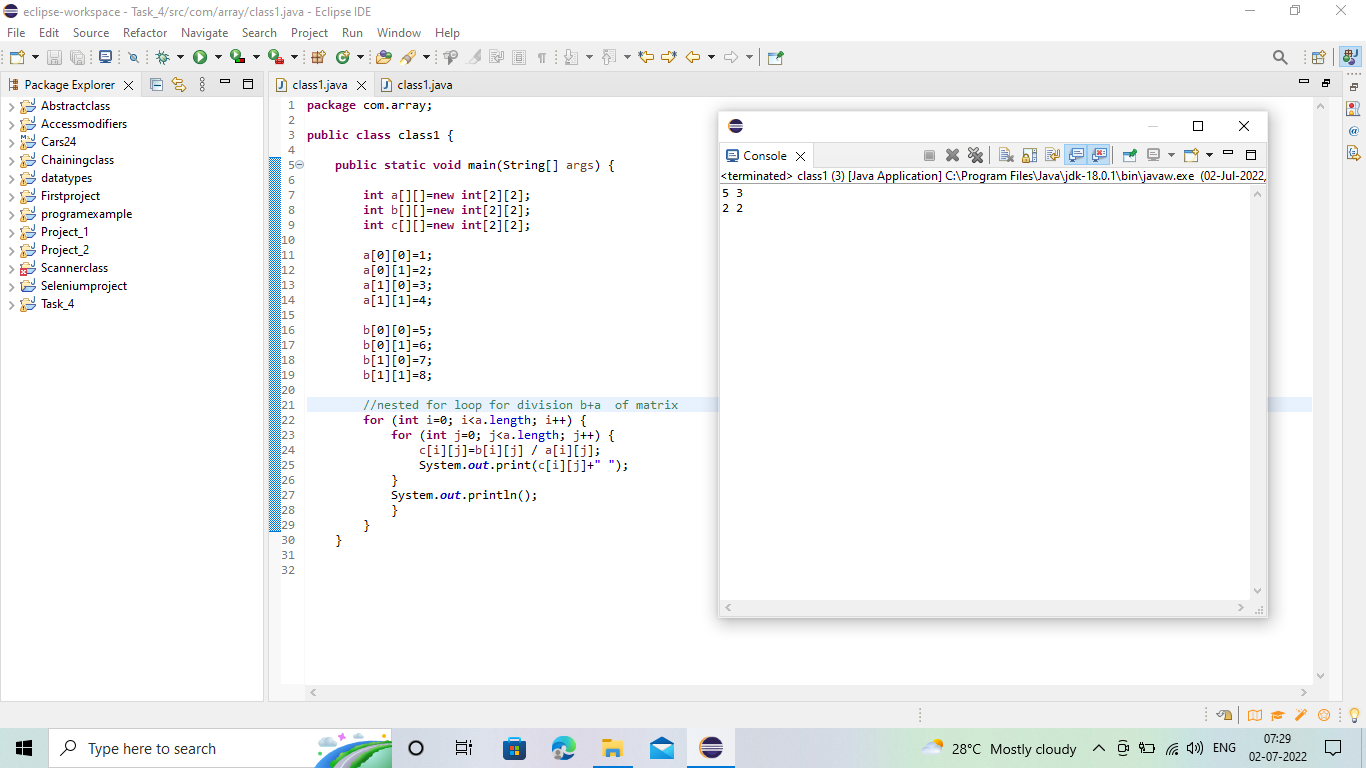 eclipse-workspace - Task_4/src/com/array/class1.java - Eclipse IDE
File Edit Source Refactor Navigate Search Project Run Window Help
Package Explorer
Abstractclass
Accessmodifiers
Cars24
Chainingclass
datatypes
Firstproject
programexample
Project_1
Project_2
Scannerclass
Seleniumproject
Task_4
class1.java class1.java
1 package com.array;
2
3 public class class1 {
4
5 public static void main(String[] args) {
6
7 int a[][]=new int[2][2];
8 int b[][]=new int[2][2];
9 int c[][]=new int[2][2];
10
11 a[0][0]=1;
12 a[0][1]=2;
13 a[1][0]=3;
14 a[1][1]=4;
15
16 b[0][0]=5;
17 b[0][1]=6;
18 b[1][0]=7;
19 b[1][1]=8;
20
21 //nested for loop for division b+a  of matrix
22 for (int i=0; i<a.length; i++) {
23 for (int j=0; j<a.length; j++) {
24 c[i][j]=b[i][j] / a[i][j];
25 System.out.print(c[i][j]+" ");
26 }
27 System.out.println();
28 }
29 }
30 }
31
32
Console
<terminated> class1 (3) [Java Application] C:\Program Files\Java\jdk-18.0.1\bin\javaw.exe (02-Jul-2022,
5 3
2 2
Type here to search
28°C Mostly cloudy
ENG
07:29
02-07-2022